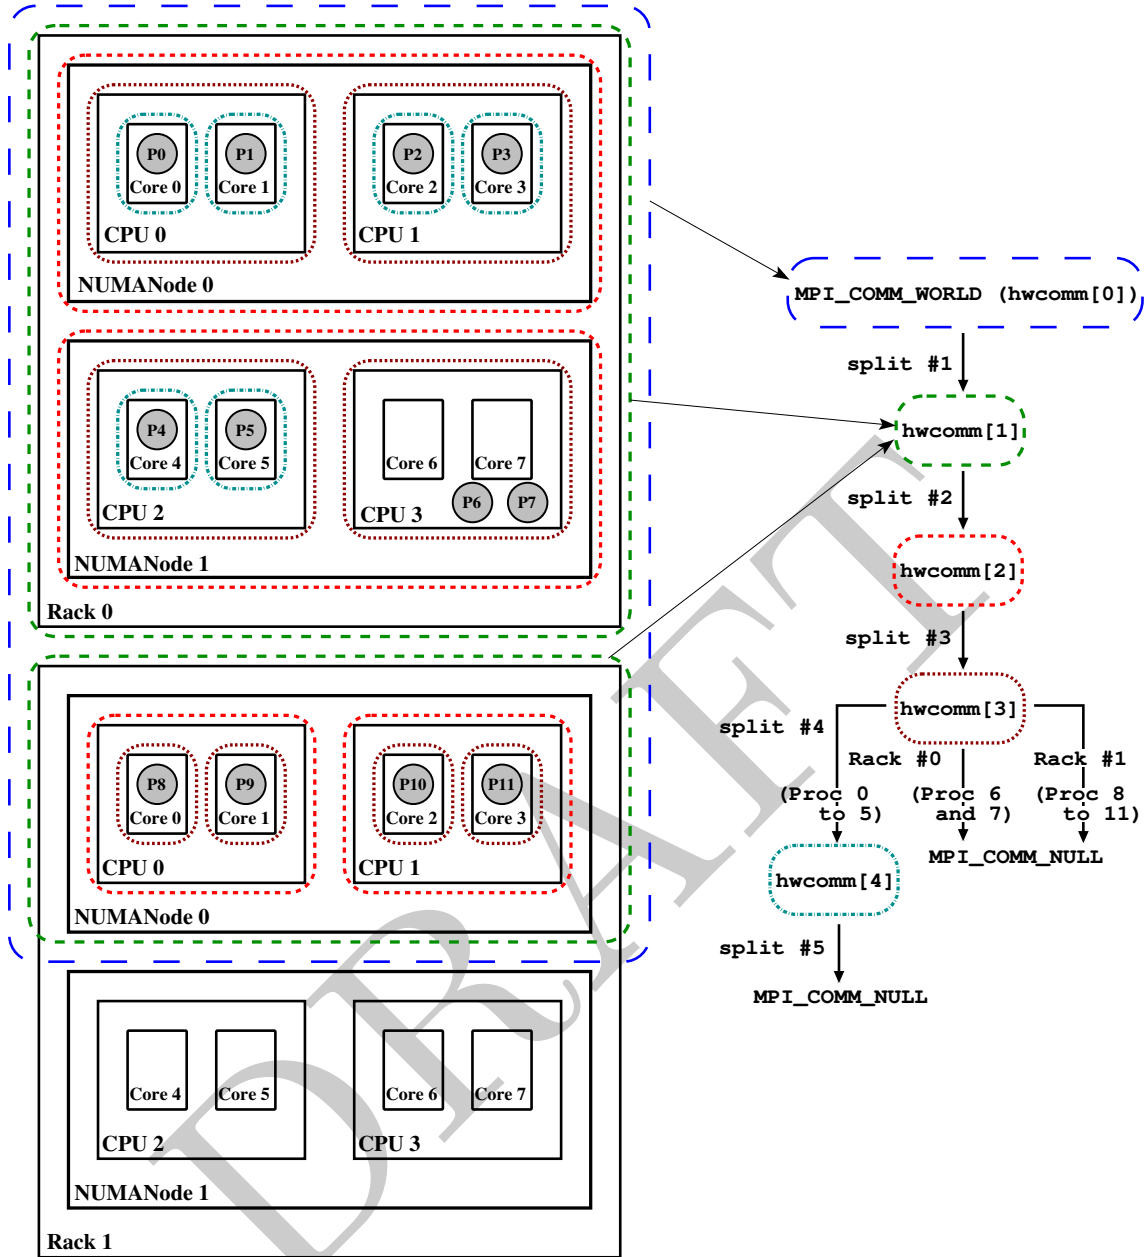 P0
P1
P2
P3
Core 0
Core 1
Core 2
Core 3
CPU 0
CPU 1
NUMANode 0
P4
P5
Core 4
Core 5
Core 6
Core 7
P6
P7
CPU 2
CPU 3
NUMANode 1
Rack 0
P8
P9
P10
P11
Core 0
Core 1
Core 2
Core 3
CPU 0
CPU 1
NUMANode 0
Core 4
Core 5
Core 6
Core 7
CPU 2
CPU 3
NUMANode 1
Rack 1
MPI_COMM_WORLD (hwcomm[0])
split #1
hwcomm[1]
split #2
hwcomm[2]
split #3
hwcomm[3]
split #4
Rack #0
Rack #1
(Proc 0
to 5)
(Proc 6
and 7)
(Proc 8
to 11)
MPI_COMM_NULL
hwcomm[4]
split #5
MPI_COMM_NULL
DRAFT